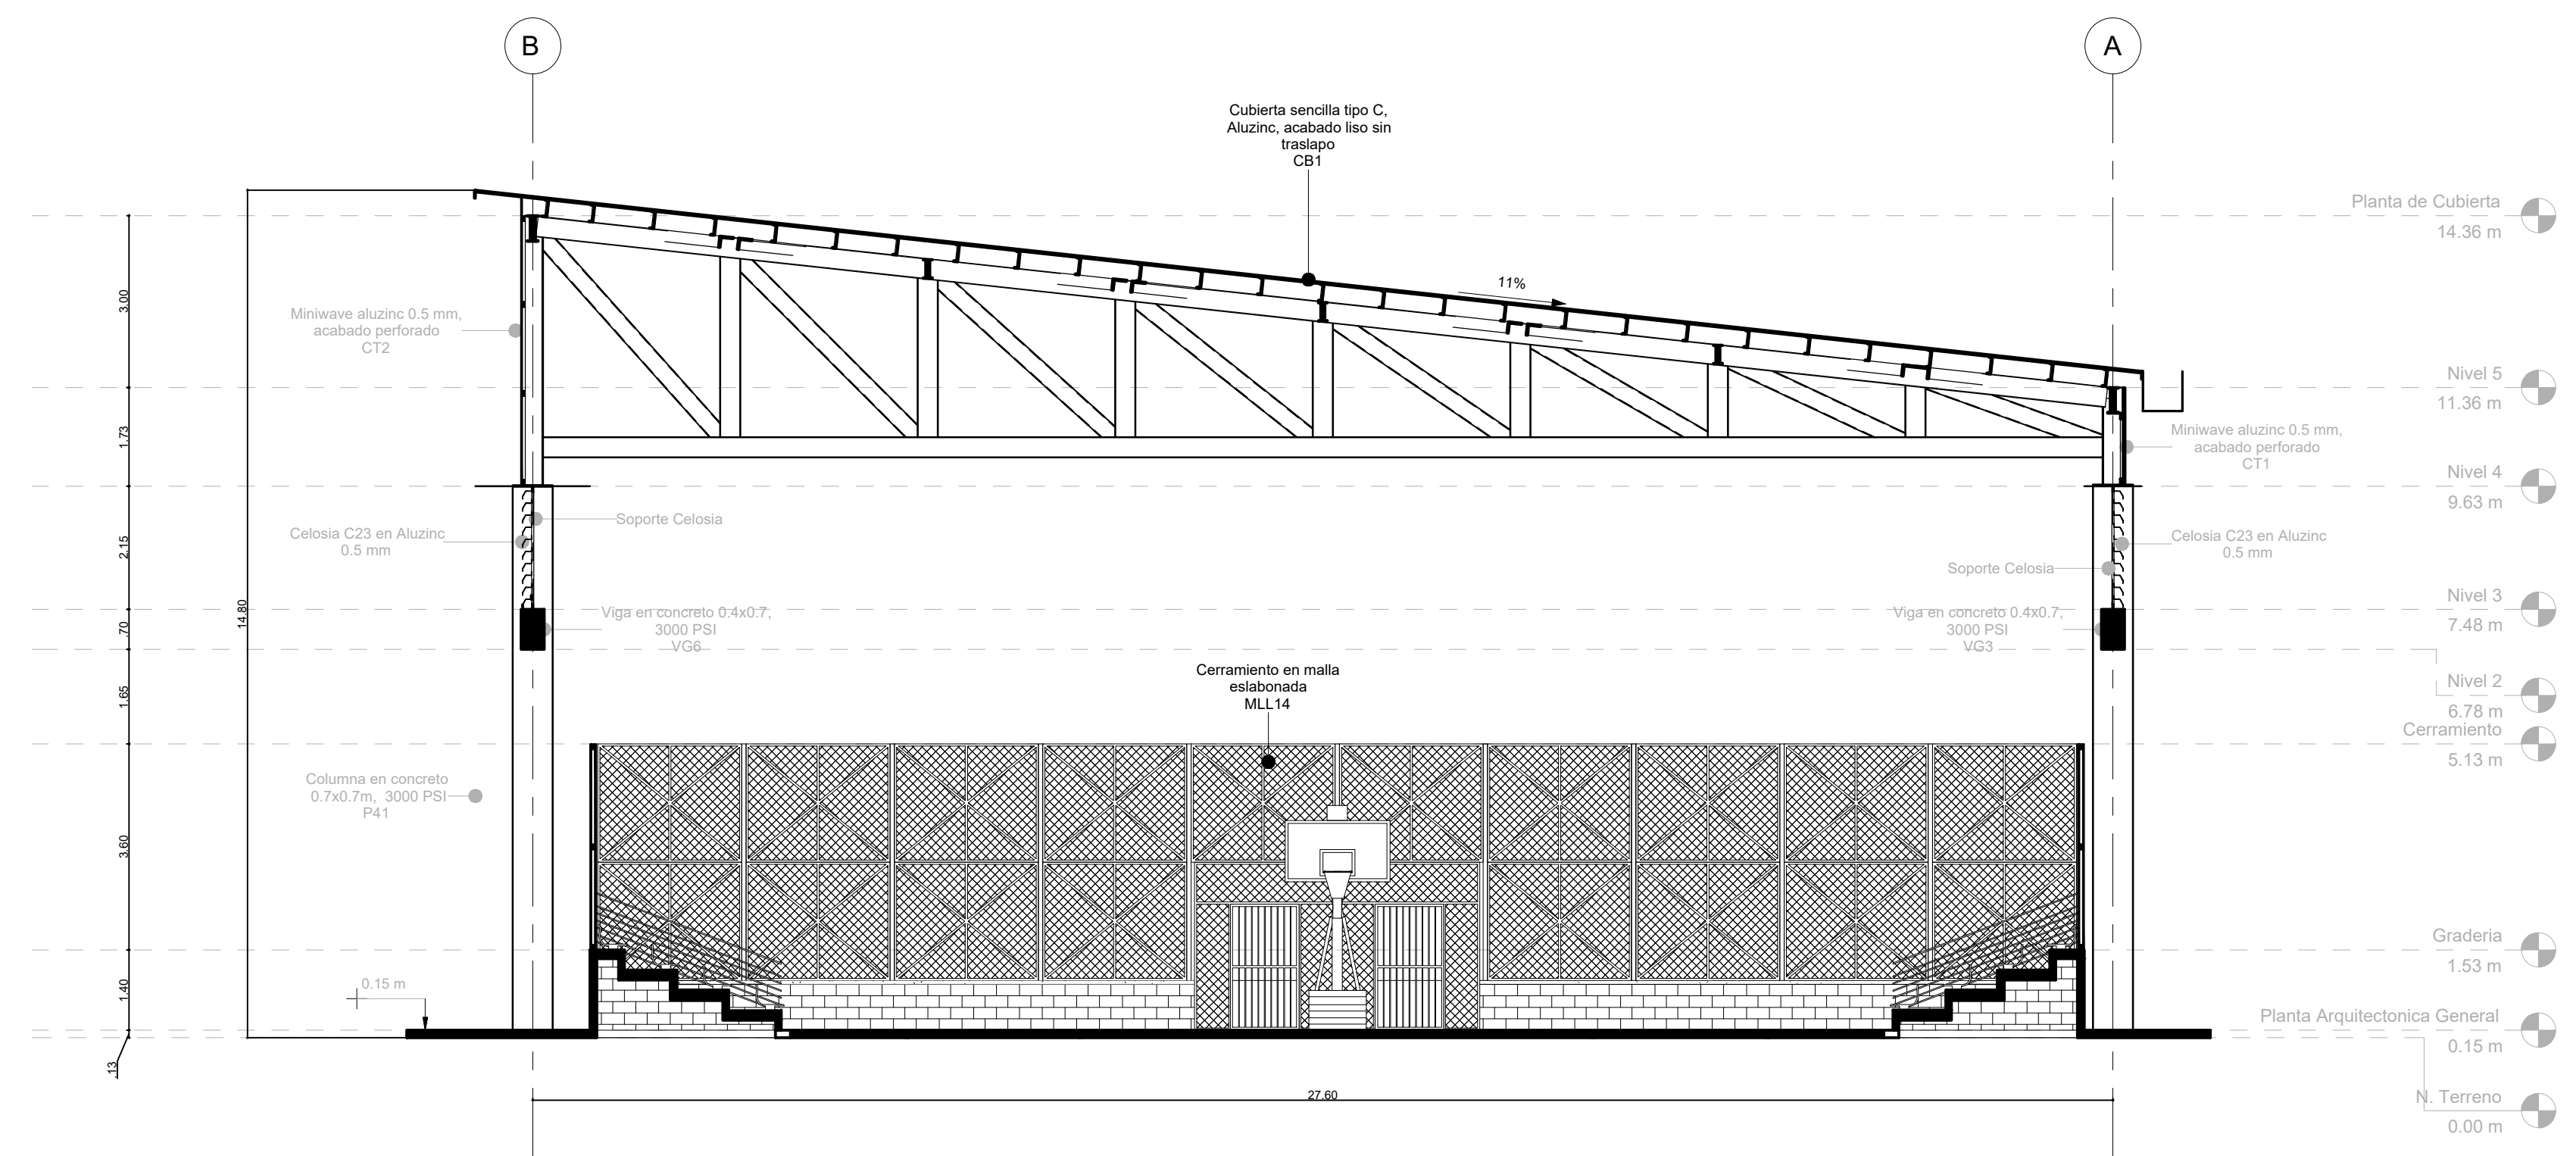 B
A
Cubierta sencilla tipo C,
Aluzinc, acabado liso sin
traslapo
CB1
11%
Planta de Cubierta
14.36 m
Miniwave aluzinc 0.5 mm,
acabado perforado
CT2
3.00
Nivel 5
11.36 m
1.73
Miniwave aluzinc 0.5 mm,
acabado perforado
CT1
Nivel 4
9.63 m
Soporte Celosia
Celosia C23 en Aluzinc
0.5 mm
2.15
Celosia C23 en Aluzinc
0.5 mm
Soporte Celosia
Nivel 3
7.48 m
14.80
.70
Viga en concreto 0.4x0.7,
3000 PSI
VG6
Viga en concreto 0.4x0.7,
3000 PSI
VG3
Cerramiento en malla
eslabonada
MLL14
1.65
Nivel 2
6.78 m
Cerramiento
5.13 m
Columna en concreto
0.7x0.7m, 3000 PSI
P41
3.60
Graderia
1.53 m
1.40
0.15 m
Planta Arquitectonica General
0.15 m
.13
27.60
N. Terreno
0.00 m